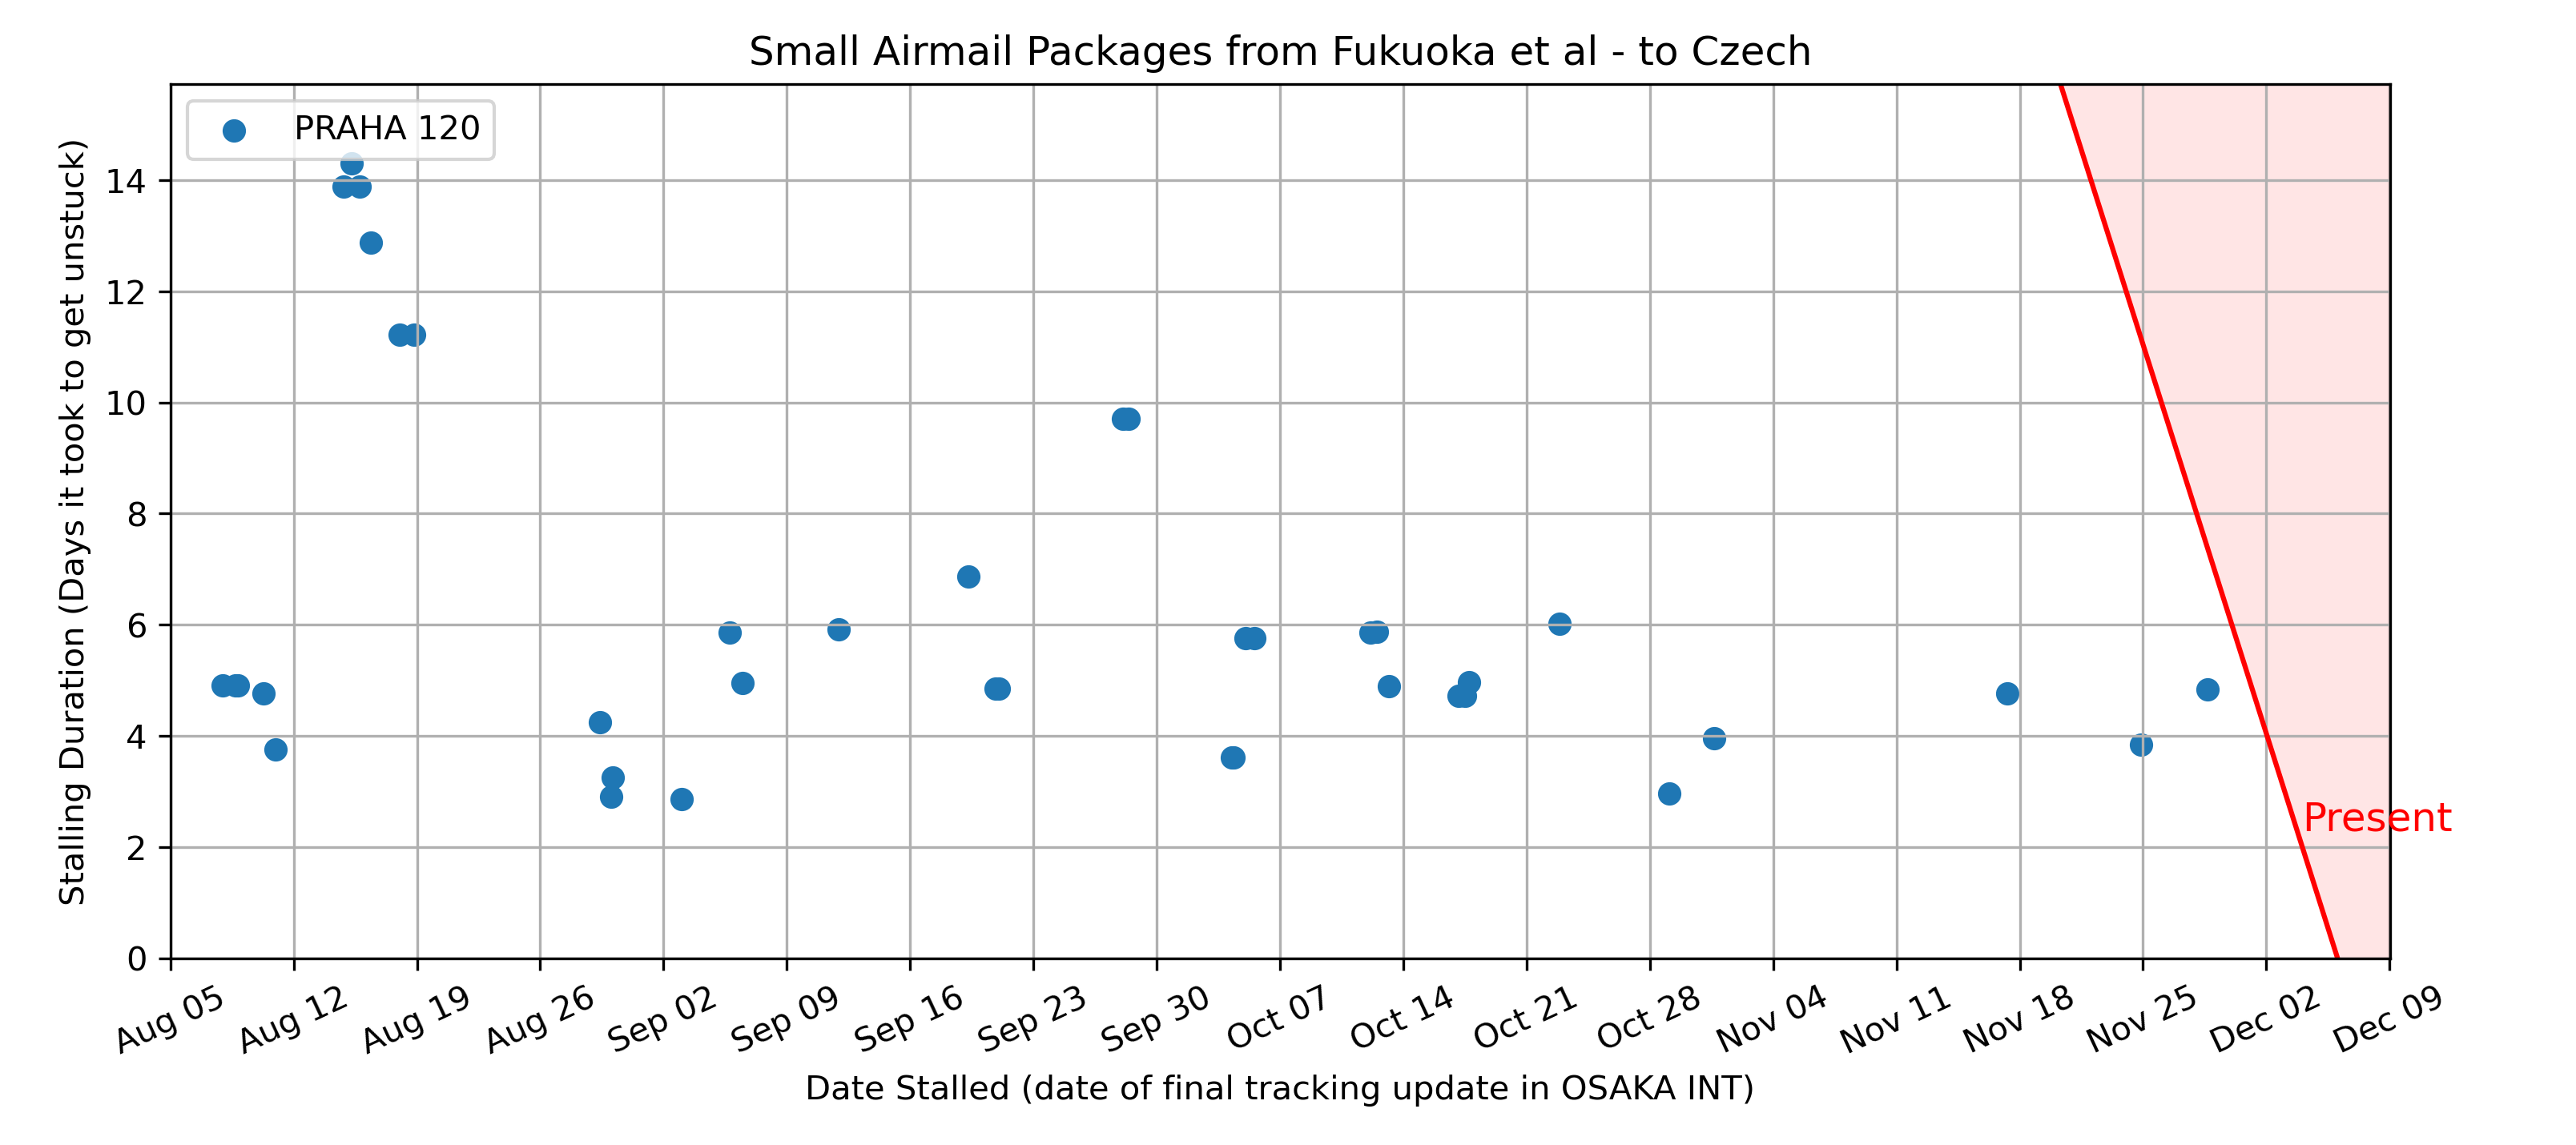 Small Airmail Packages from Fukuoka et al - to Czech
PRAHA 120
Stalling Duration (Days it took to get unstuck)
14
12
10
8
6
4
2
0
Present
Aug 05
Aug 12
Aug 19
Aug 26
Sep 02
Sep 09
Sep 16
Sep 23
Sep 30
Oct 07
Oct 14
Oct 21
Oct 28
Nov 04
Nov 11
Nov 18
Nov 25
Dec 02
Dec 09
Date Stalled (date of final tracking update in OSAKA INT)